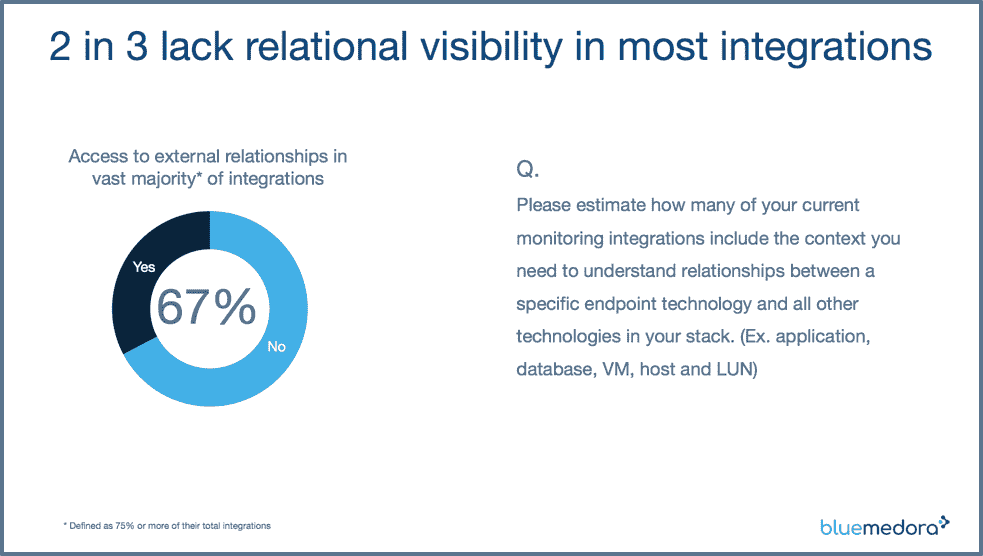 2 in 3 lack relational visibility in most integrations
Access to external relationships in
vast majority* of integrations
Yes
67%
No
Q.
Please estimate how many of your current
monitoring integrations include the context you
need to understand relationships between a
specific endpoint technology and all other
technologies in your stack. (Ex. application,
database, VM, host and LUN)
* Defined as 75% or more of their total integrations
bluemedora